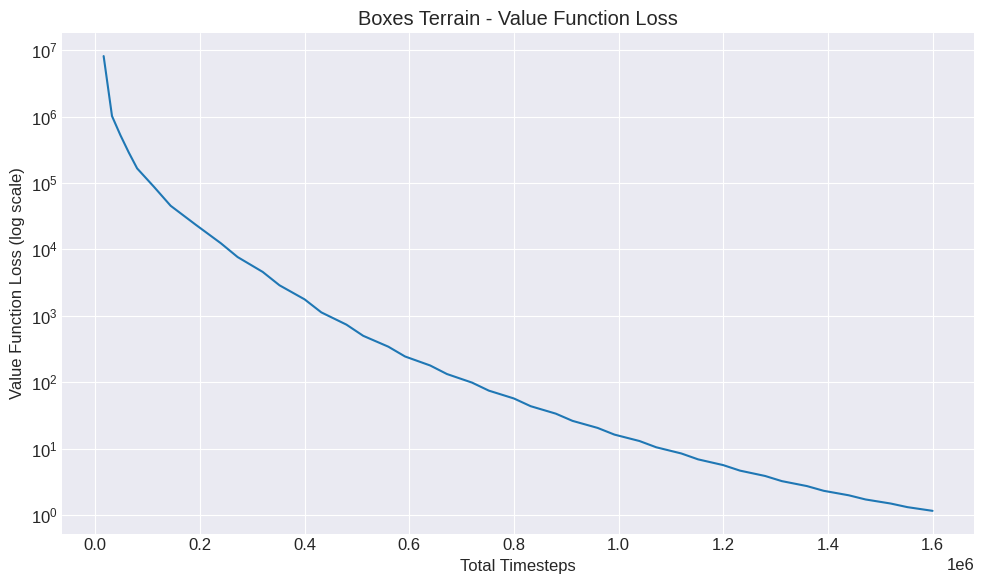 Boxes Terrain - Value Function Loss
Value Function Loss (log scale)
10^7
10^6
10^5
10^4
10^3
10^2
10^1
10^0
0.0 0.2 0.4 0.6 0.8 1.0 1.2 1.4 1.6
1e6
Total Timesteps